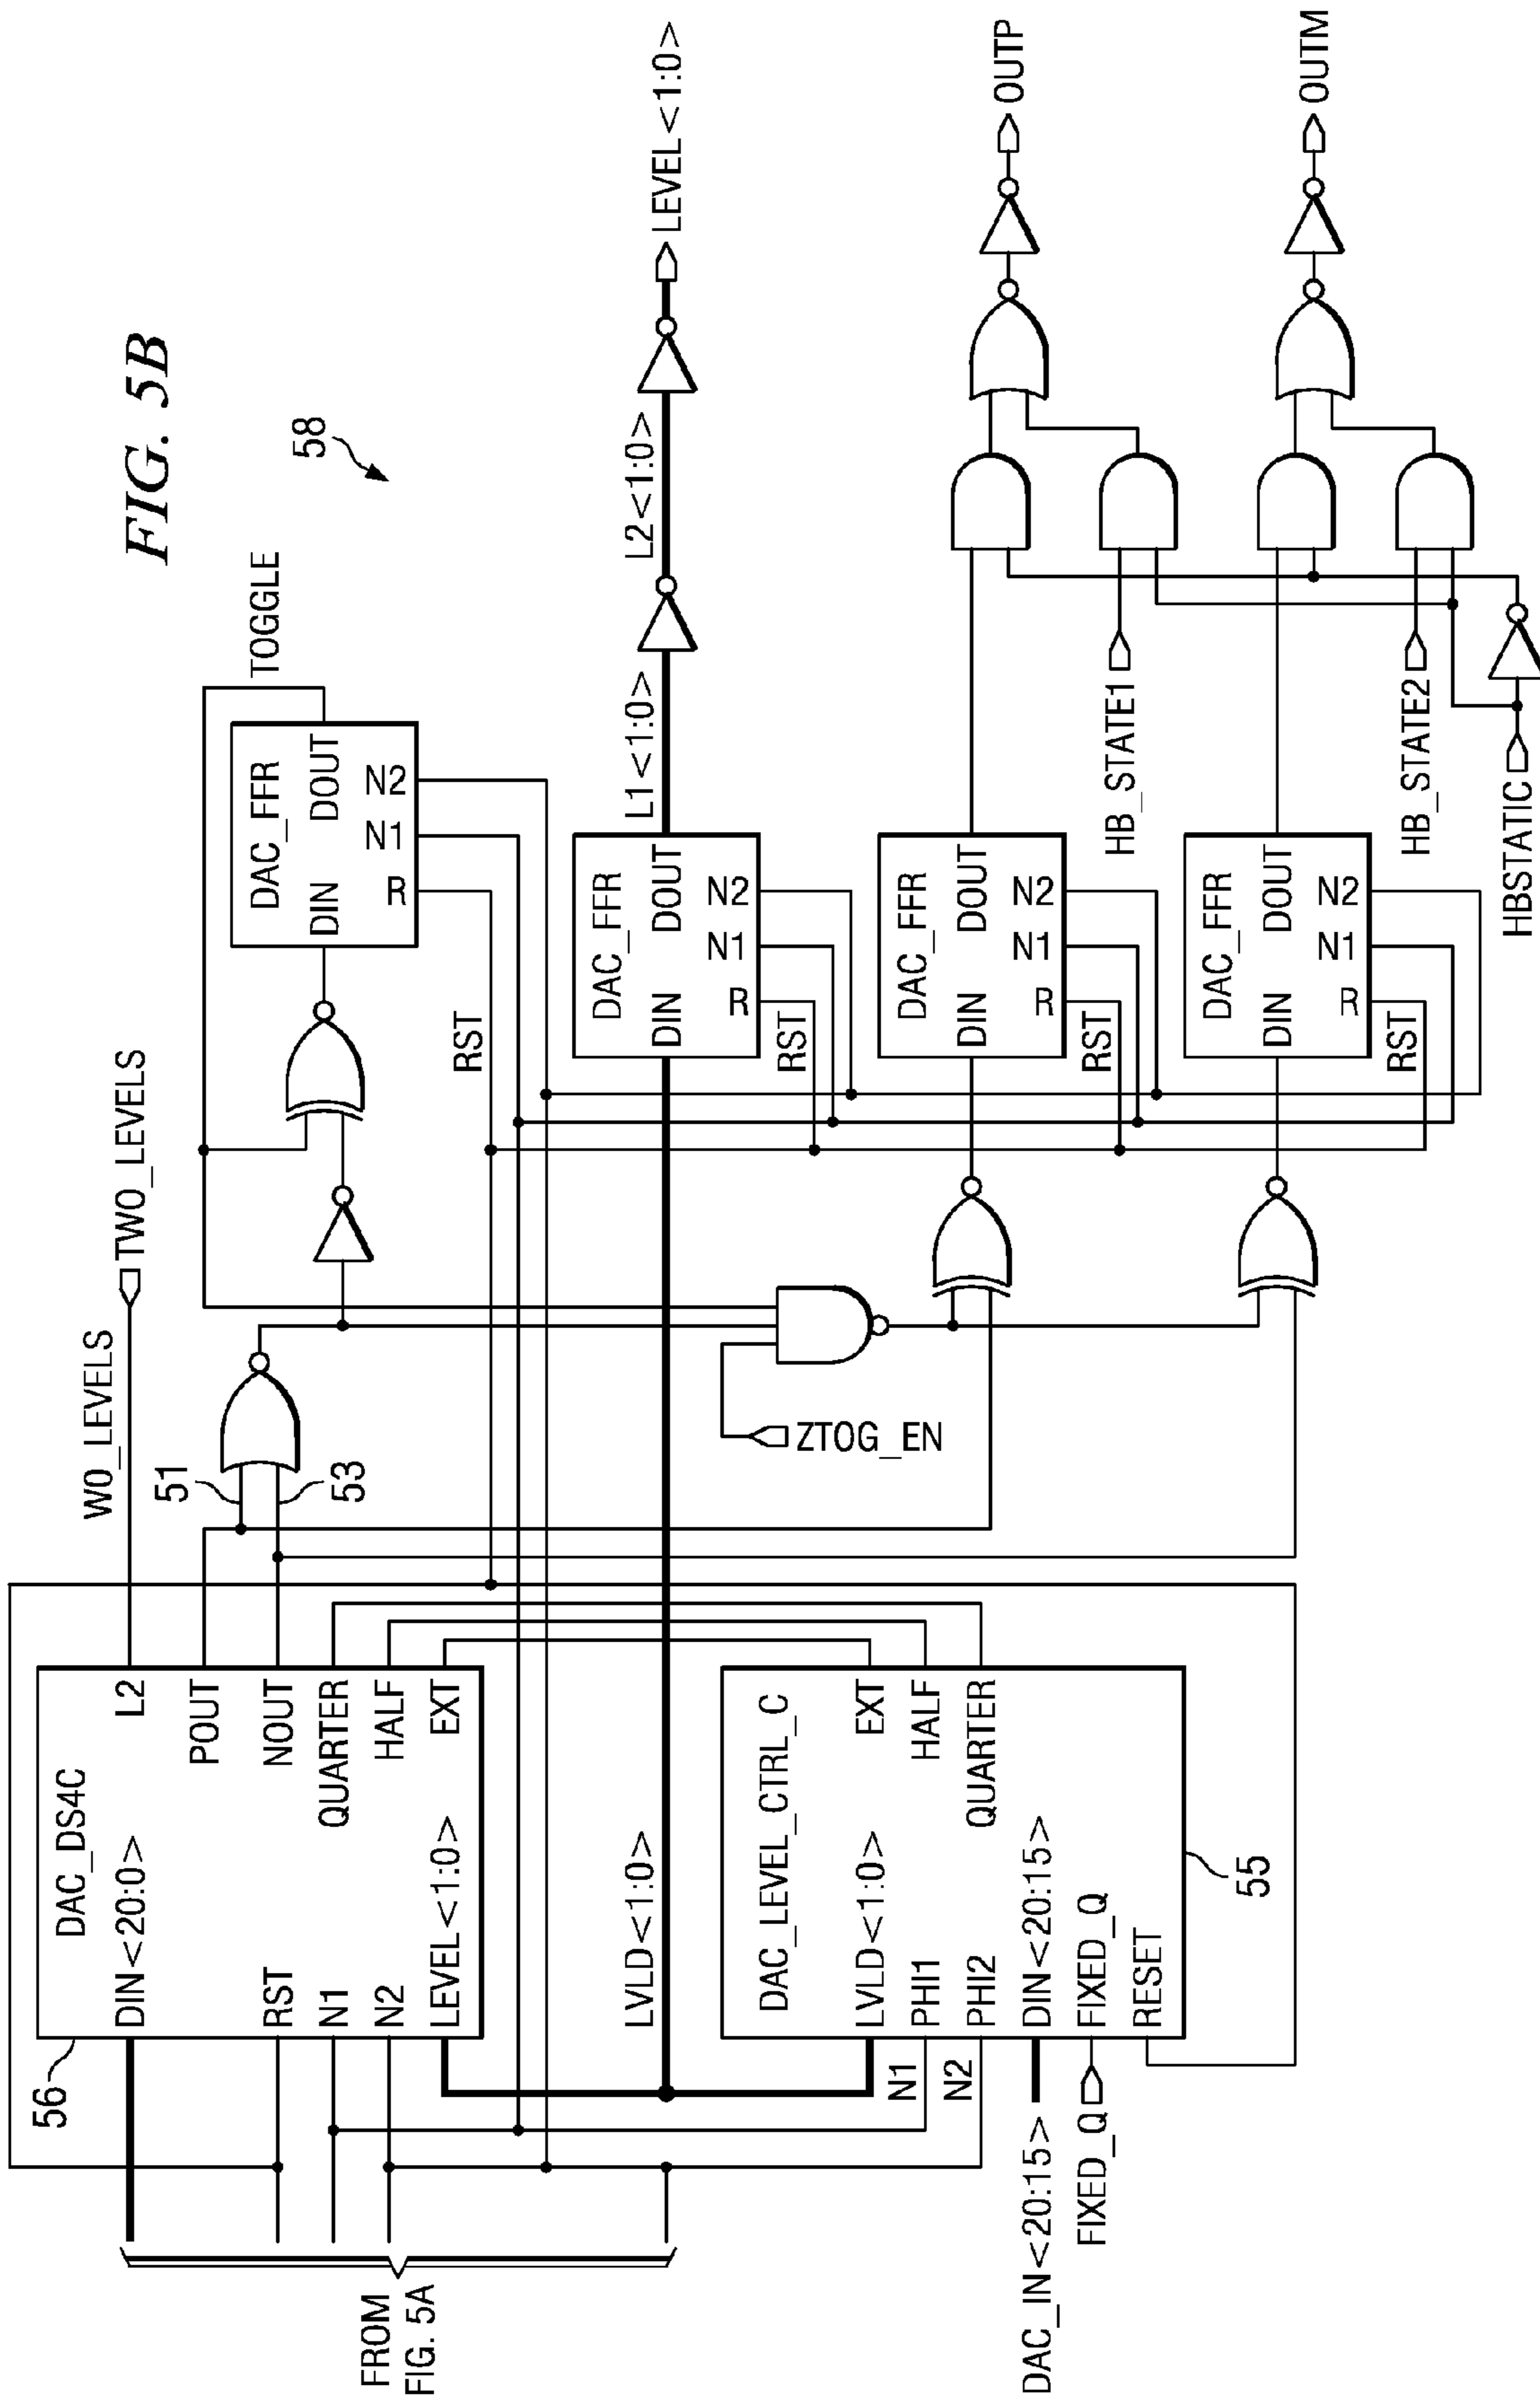 FIG. 5B
58
WO_LEVELS
TWO_LEVELS
TOGGLE
56
DAC_DS4C
DIN<20:0>
L2
POUT
RST
NOUT
N1
QUARTER
N2
HALF
LEVEL<1:0>
EXT
51
53
DAC_FFR
DIN
DOUT
R
N1
N2
RST
FROM
FIG. 5A
LVLD<1:0>
ZTOG_EN
DAC_FFR
DIN
DOUT
R
N1
N2
RST
L1<1:0>
L2<1:0>
LEVEL<1:0>
DAC_LEVEL_CTRL_C
LVLD<1:0>
EXT
N1
PHI1
HALF
N2
PHI2
QUARTER
DAC_IN<20:15>
DIN<20:15>
FIXED_Q
FIXED_Q
RESET
55
DAC_FFR
DIN
DOUT
R
N1
N2
RST
HB_STATE1
OUTP
DAC_FFR
DIN
DOUT
R
N1
N2
RST
HB_STATE2
HBSTATIC
OUTM